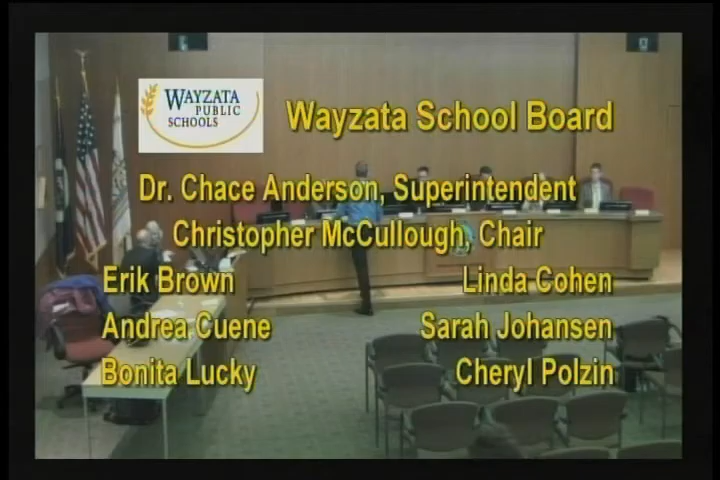 WAYZATA
PUBLIC
SCHOOLS
Wayzata School Board
Dr. Chace Anderson, Superintendent
Christopher McCullough, Chair
Erik Brown
Linda Cohen
Andrea Cuene
Sarah Johansen
Bonita Lucky
Cheryl Polzin